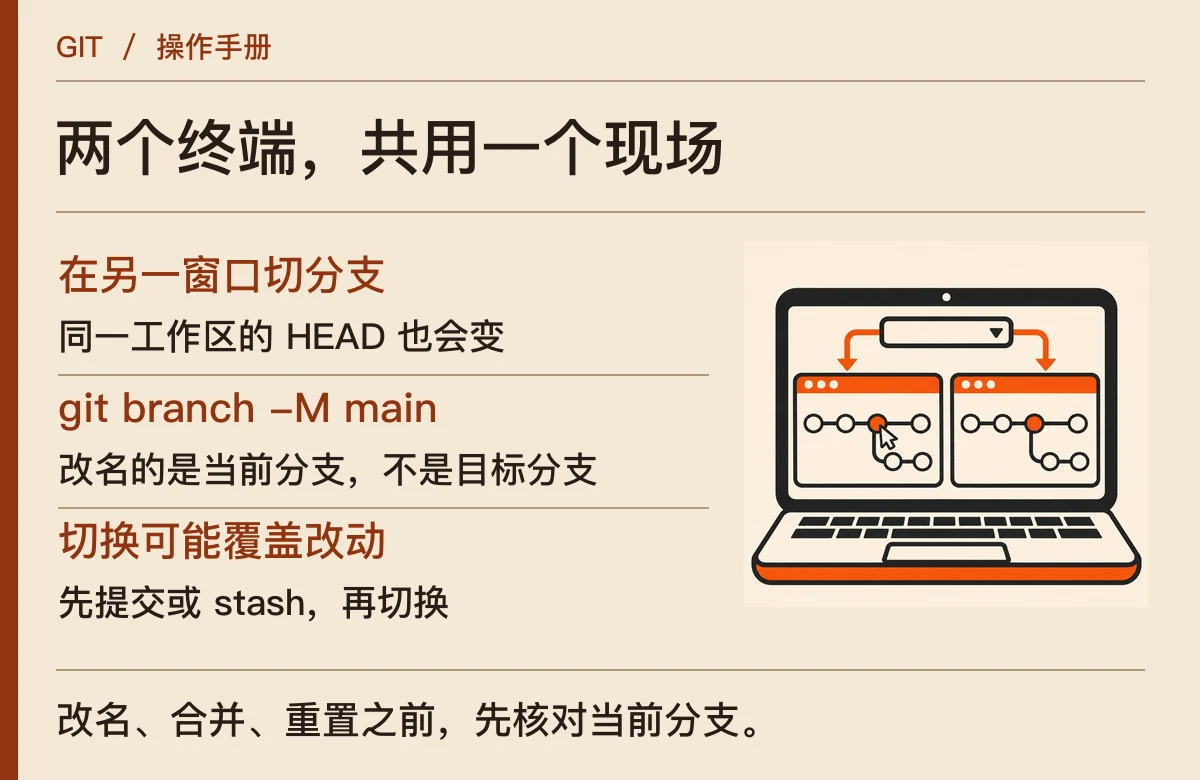 GIT / 操作手册
两个终端，共用一个现场
在另一窗口切分支
同一工作区的 HEAD 也会变
git branch –M main
改名的是当前分支，不是目标分支
切换可能覆盖改动
先提交或 stash，再切换
改名、合并、重置之前，先核对当前分支。